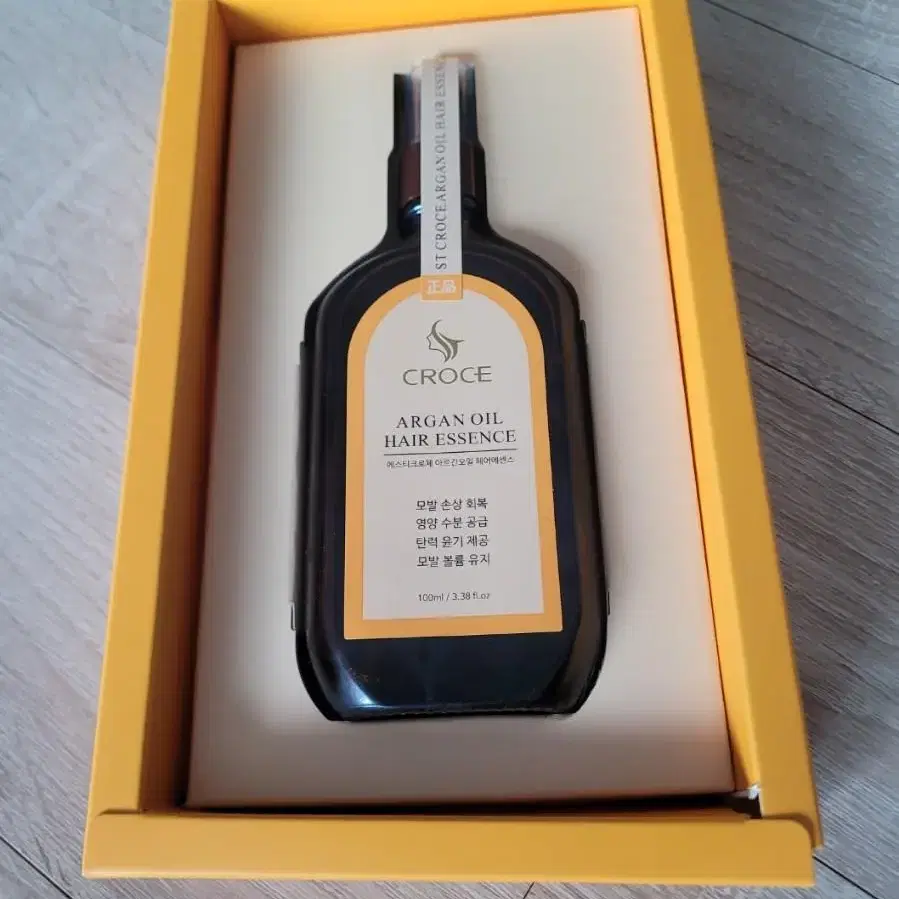 ST CROCE ARGAN OIL HAIR ESSENC
正品
CROCE
ARGAN OIL
HAIR ESSENCE
에스티크로체 아르간오일 헤어에센스
모발 손상 회복
영양 수분 공급
탄력 윤기 제공
모발 볼륨 유지
100ml / 3.38 fl.oz